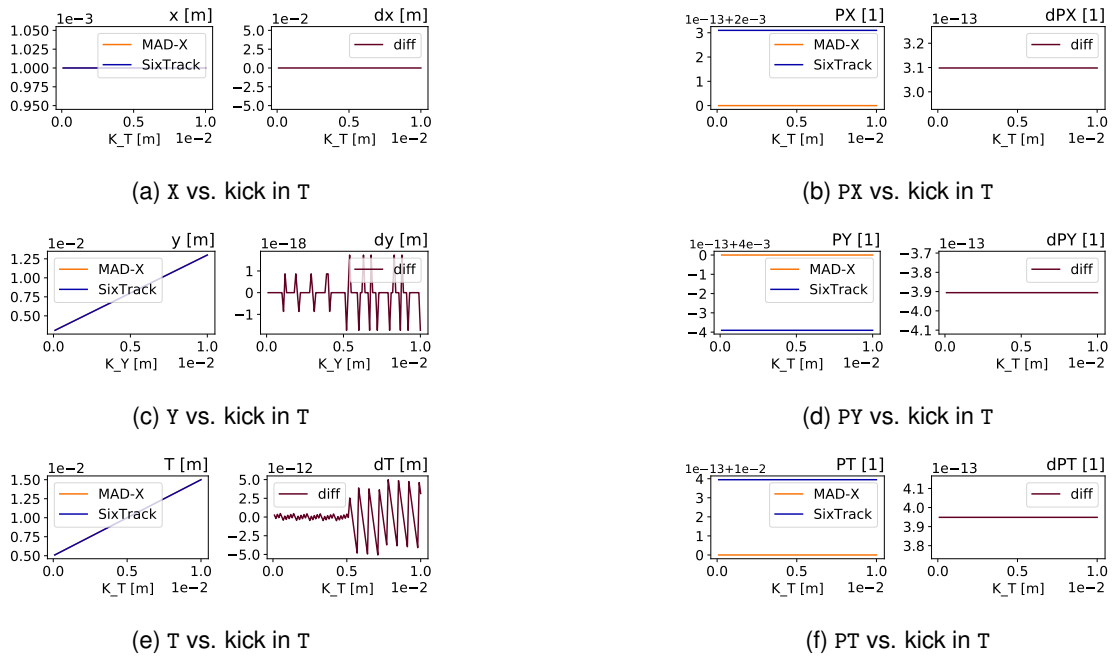 1e−3 x [m]
1.050
1.025
1.000
0.975
0.950
MAD-X
SixTrack
0.0 0.5 1.0
K_T [m] 1e−2
1e−2 dx [m]
5.0
2.5
0.0
−2.5
−5.0
diff
0.0 0.5 1.0
K_T [m] 1e−2
(a) X vs. kick in T
1e−13+2e−3 PX [1]
3
2
1
0
MAD-X
SixTrack
0.0 0.5 1.0
K_T [m] 1e−2
1e−13 dPX [1]
3.2
3.1
3.0
diff
0.0 0.5 1.0
K_T [m] 1e−2
(b) PX vs. kick in T
1e−2 y [m]
1.25
1.00
0.75
0.50
MAD-X
SixTrack
0.0 0.5 1.0
K_Y [m] 1e−2
1e−18 dy [m]
1
0
−1
diff
0.0 0.5 1.0
K_Y [m] 1e−2
(c) Y vs. kick in T
1e−13+4e−3 PY [1]
0
−1
−2
−3
−4
MAD-X
SixTrack
0.0 0.5 1.0
K_T [m] 1e−2
1e−13 dPY [1]
−3.7
−3.8
−3.9
−4.0
−4.1
diff
0.0 0.5 1.0
K_T [m] 1e−2
(d) PY vs. kick in T
1e−2 T [m]
1.50
1.25
1.00
0.75
0.50
MAD-X
SixTrack
0.0 0.5 1.0
K_T [m] 1e−2
1e−12 dT [m]
5.0
2.5
0.0
−2.5
−5.0
diff
0.0 0.5 1.0
K_T [m] 1e−2
(e) T vs. kick in T
1e−13+1e−2 PT [1]
4
3
2
1
0
MAD-X
SixTrack
0.0 0.5 1.0
K_T [m] 1e−2
1e−13 dPT [1]
4.1
4.0
3.9
3.8
diff
0.0 0.5 1.0
K_T [m] 1e−2
(f) PT vs. kick in T